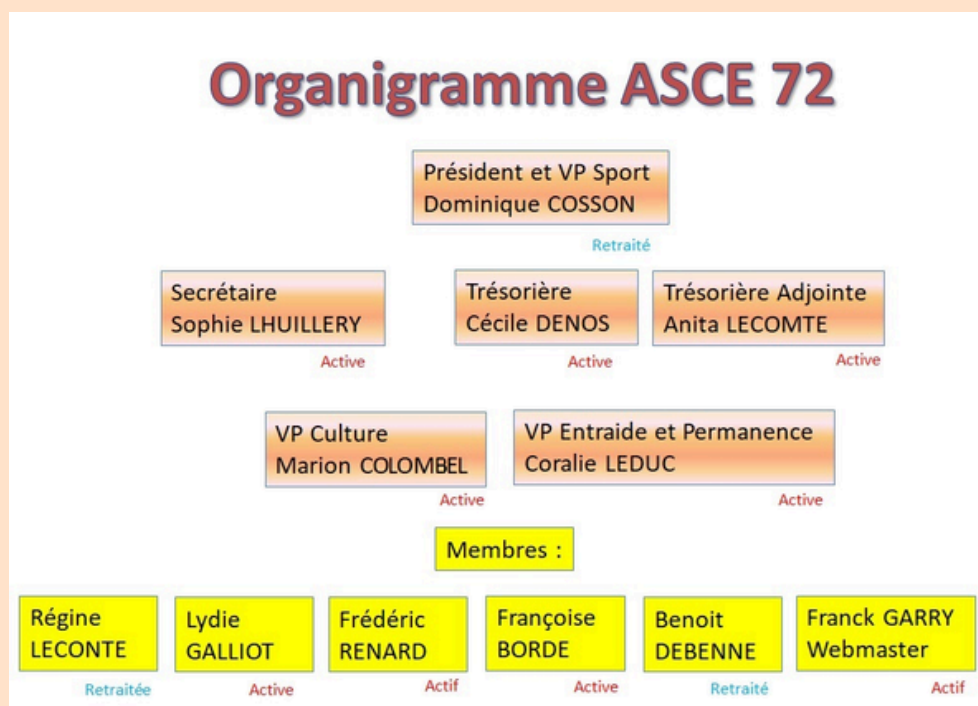 Organigramme ASCE 72
Président et VP Sport
Dominique COSSON
Retraité
Secrétaire
Sophie LHUILLERY
Active
Trésorière
Cécile DENOS
Active
Trésorière Adjointe
Anita LECOMTE
Active
VP Culture
Marion COLOMBEL
Active
VP Entraide et Permanence
Coralie LEDUC
Active
Membres :
Régine
LECONTE
Retraitée
Lydie
GALLIOT
Active
Frédéric
RENARD
Actif
Françoise
BORDE
Active
Benoit
DEBENNE
Retraité
Franck GARRY
Webmaster
Actif